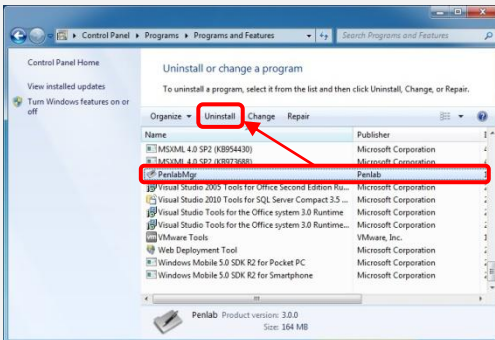 Control Panel ▸ Programs ▸ Programs and Features
Search Programs and Features
Control Panel Home
View installed updates
Turn Windows features on or
off
Uninstall or change a program
To uninstall a program, select it from the list and then click Uninstall, Change, or Repair.
Organize Uninstall Change Repair
Name Publisher
MSXML 4.0 SP2 (KB954430) Microsoft Corporation
MSXML 4.0 SP2 (KB973688) Microsoft Corporation
PenlabMgr Penlab
Visual Studio 2005 Tools for Office Second Edition Ru... Microsoft Corporation
Visual Studio 2010 Tools for SQL Server Compact 3.5 ... Microsoft Corporation
Visual Studio Tools for the Office system 3.0 Runtime Microsoft Corporation
Visual Studio Tools for the Office system 3.0 Runtime... Microsoft Corporation
VMware Tools VMware, Inc.
Web Deployment Tool Microsoft Corporation
Windows Mobile 5.0 SDK R2 for Pocket PC Microsoft Corporation
Windows Mobile 5.0 SDK R2 for Smartphone Microsoft Corporation
Penlab Product version: 3.0.0
Size: 164 MB